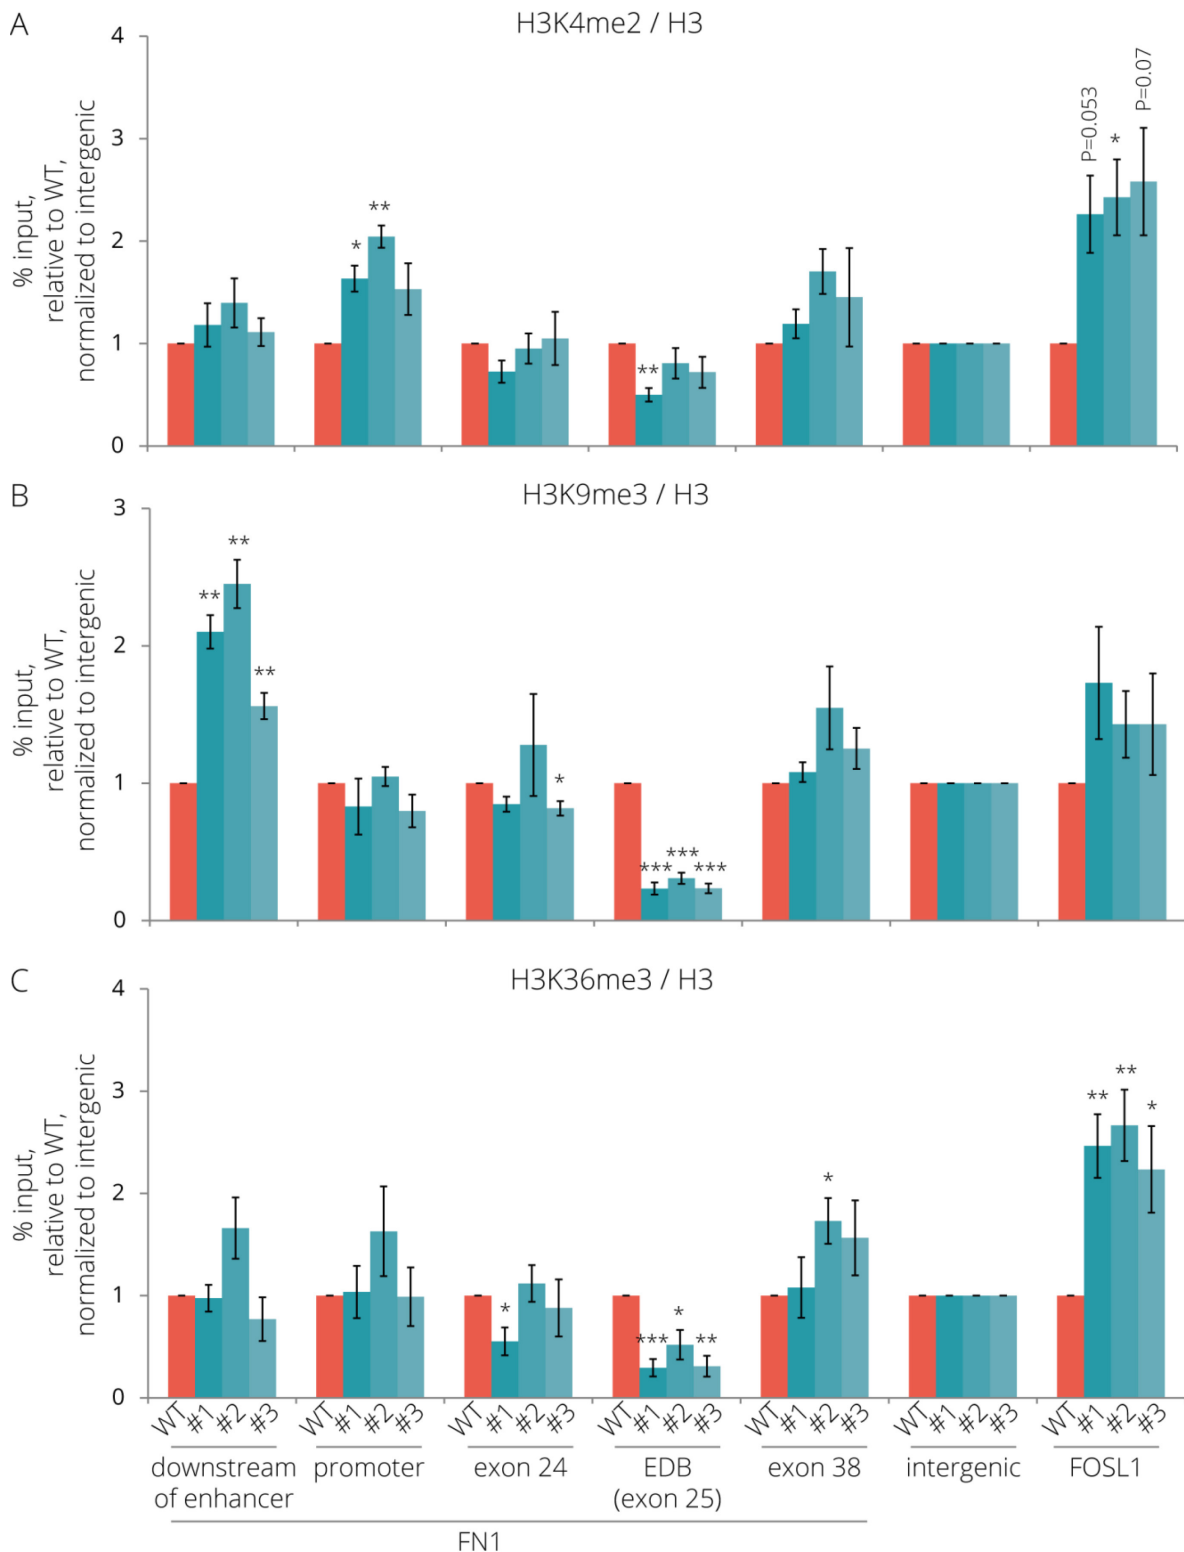 A
H3K4me2 / H3
% input,
relative to WT,
normalized to intergenic
4
3
2
1
0
* ** ** P=0.053 * P=0.07
B
H3K9me3 / H3
% input,
relative to WT,
normalized to intergenic
3
2
1
0
** ** ** * *** *** ***
C
H3K36me3 / H3
% input,
relative to WT,
normalized to intergenic
4
3
2
1
0
* *** * ** * ** ** *
WT #1 #2 #3 WT #1 #2 #3 WT #1 #2 #3 WT #1 #2 #3 WT #1 #2 #3 WT #1 #2 #3 WT #1 #2 #3
downstream of enhancer
promoter
exon 24
EDB
(exon 25)
exon 38
intergenic
FOSL1
FN1